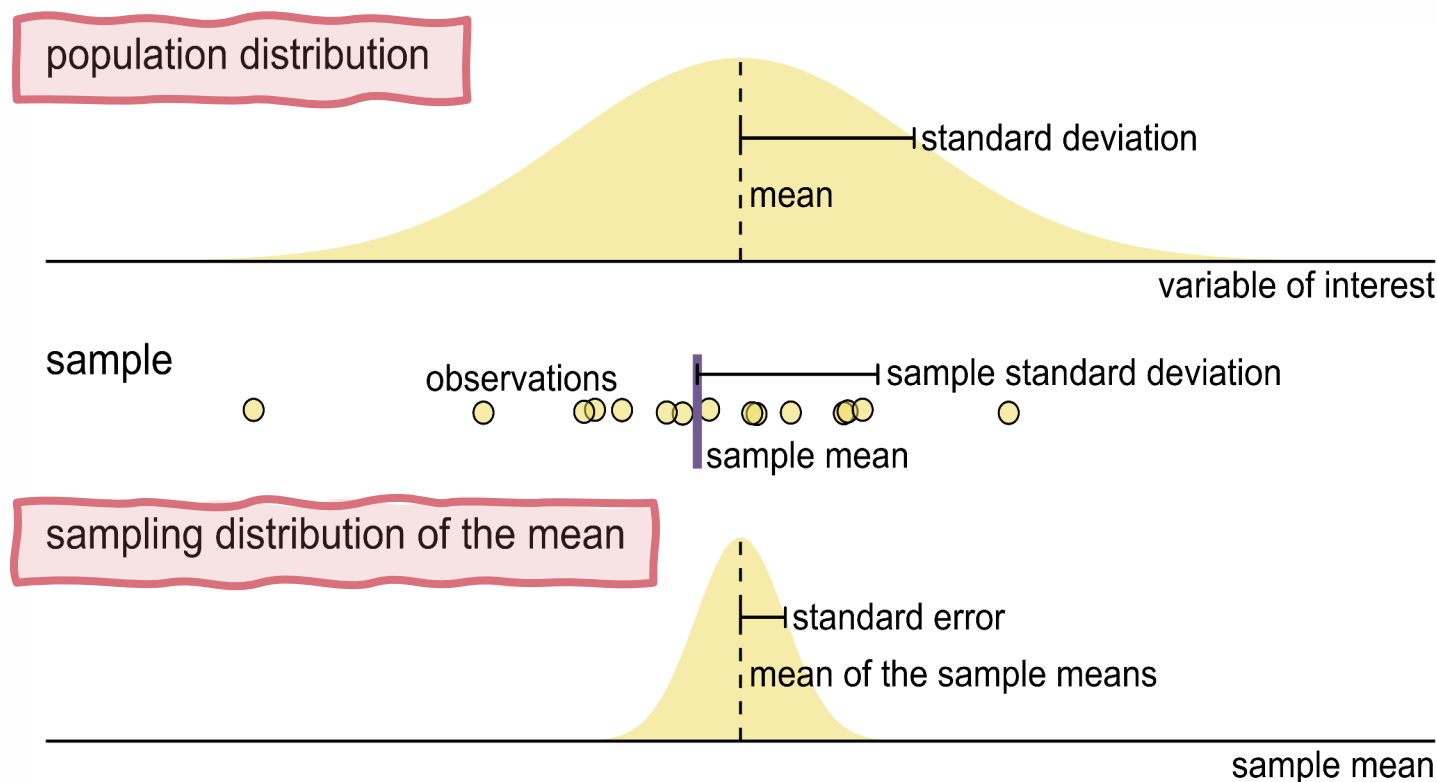 population distribution
standard deviation
mean
variable of interest
sample
observations
sample standard deviation
sample mean
sampling distribution of the mean
standard error
mean of the sample means
sample mean